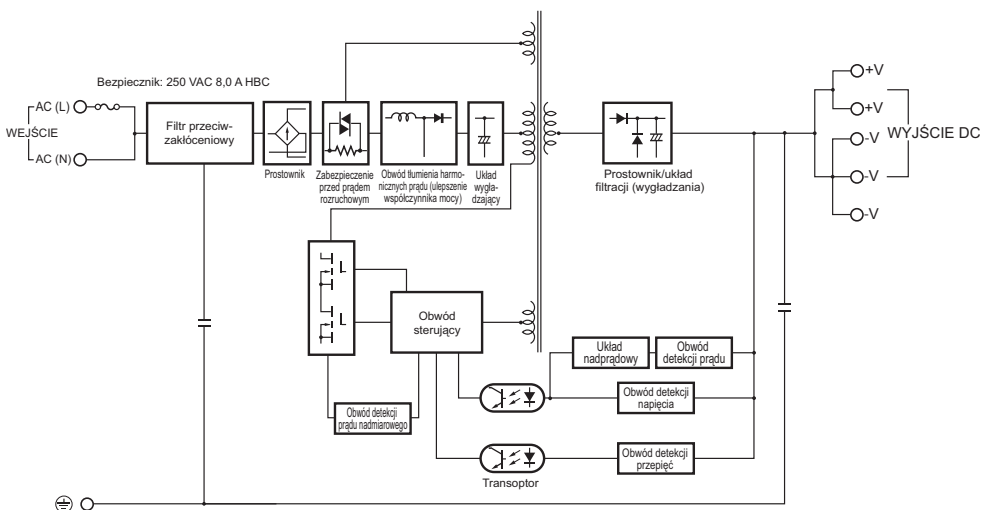 Bezpiecznik: 250 VAC 8,0 A HBC
AC (L)
WEJŚCIE
AC (N)
Filtr przeciw-
zakłóceniowy
Prostownik
Zabezpieczenie
przed prądem
rozruchowym
Obwód tłumienia harmo-
nicznych prądu (ulepszenie
współczynnika mocy)
Układ
wygła-
dzający
Prostownik/układ
filtracji (wygładzania)
+V
+V
-V
-V
-V
WYJŚCIE DC
Obwód
sterujący
Układ
nadprądowy
Obwód
detekcji prądu
Obwód detekcji
prądu nadmiarowego
Obwód detekcji
napięcia
Obwód detekcji
przepięć
Transoptor